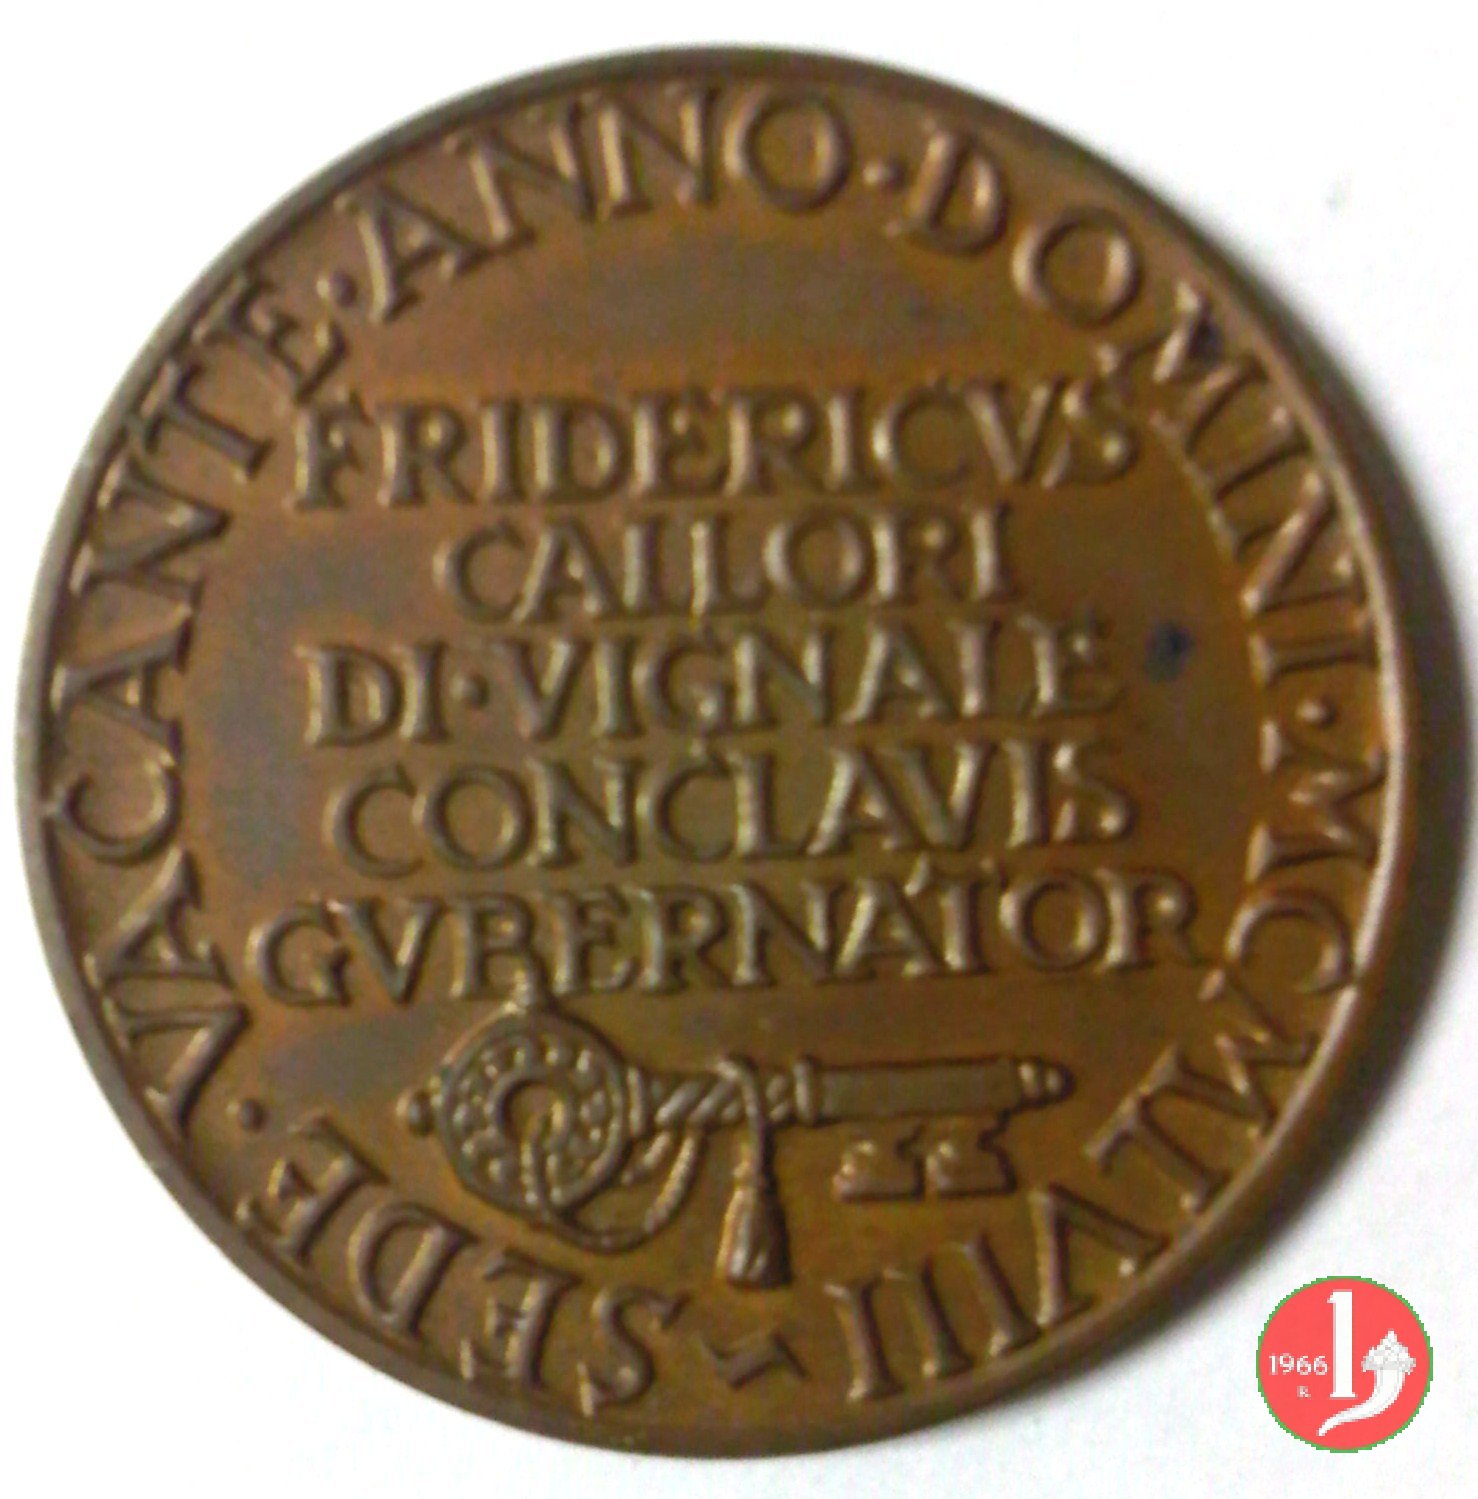 SEDE · VACANTE · ANNO · DOMINI · MCMLVIII
FRIDERICVS
CALLORI
DI · VIGNALE
CONCLAVIS
GVBERNATOR
1966
R